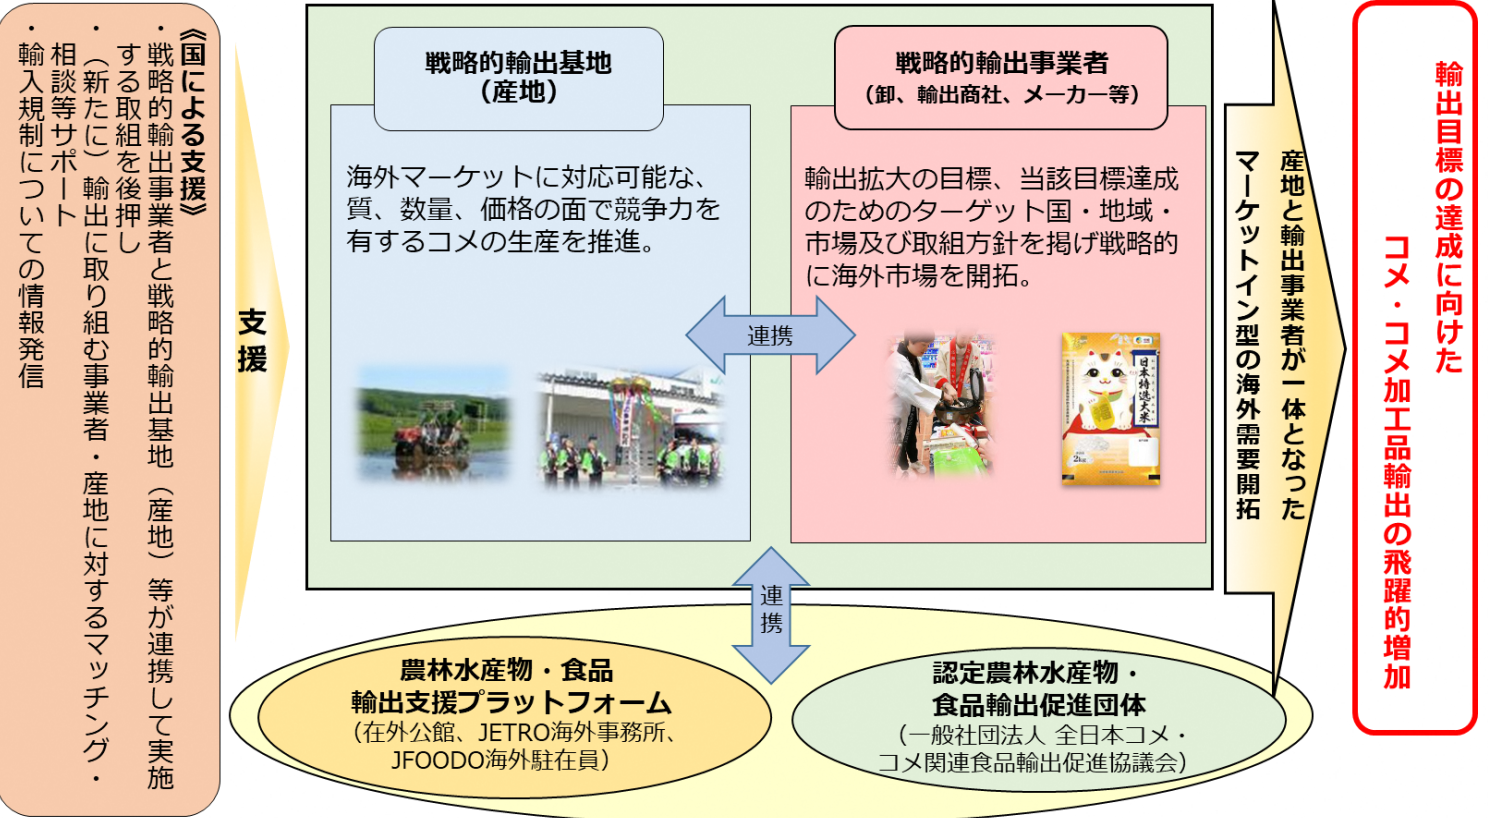 《国による支援》
・戦略的輸出事業者と戦略的輸出基地（産地）等が連携して実施
する取組を後押し
・（新たに）輸出に取り組む事業者・産地に対するマッチング・
相談等サポート
・輸入規制についての情報発信
支援
戦略的輸出基地
（産地）
海外マーケットに対応可能な、
質、数量、価格の面で競争力を
有するコメの生産を推進。
戦略的輸出事業者
（卸、輸出商社、メーカー等）
輸出拡大の目標、当該目標達成
のためのターゲット国・地域・
市場及び取組方針を掲げ戦略的
に海外市場を開拓。
連携
日本特選大米
2kg
連携
農林水産物・食品
輸出支援プラットフォーム
（在外公館、JETRO海外事務所、
JFOODO海外駐在員）
認定農林水産物・
食品輸出促進団体
（一般社団法人 全日本コメ・
コメ関連食品輸出促進協議会）
産地と輸出事業者が一体となった
マーケットイン型の海外需要開拓
輸出目標の達成に向けた
コメ・コメ加工品輸出の飛躍的増加